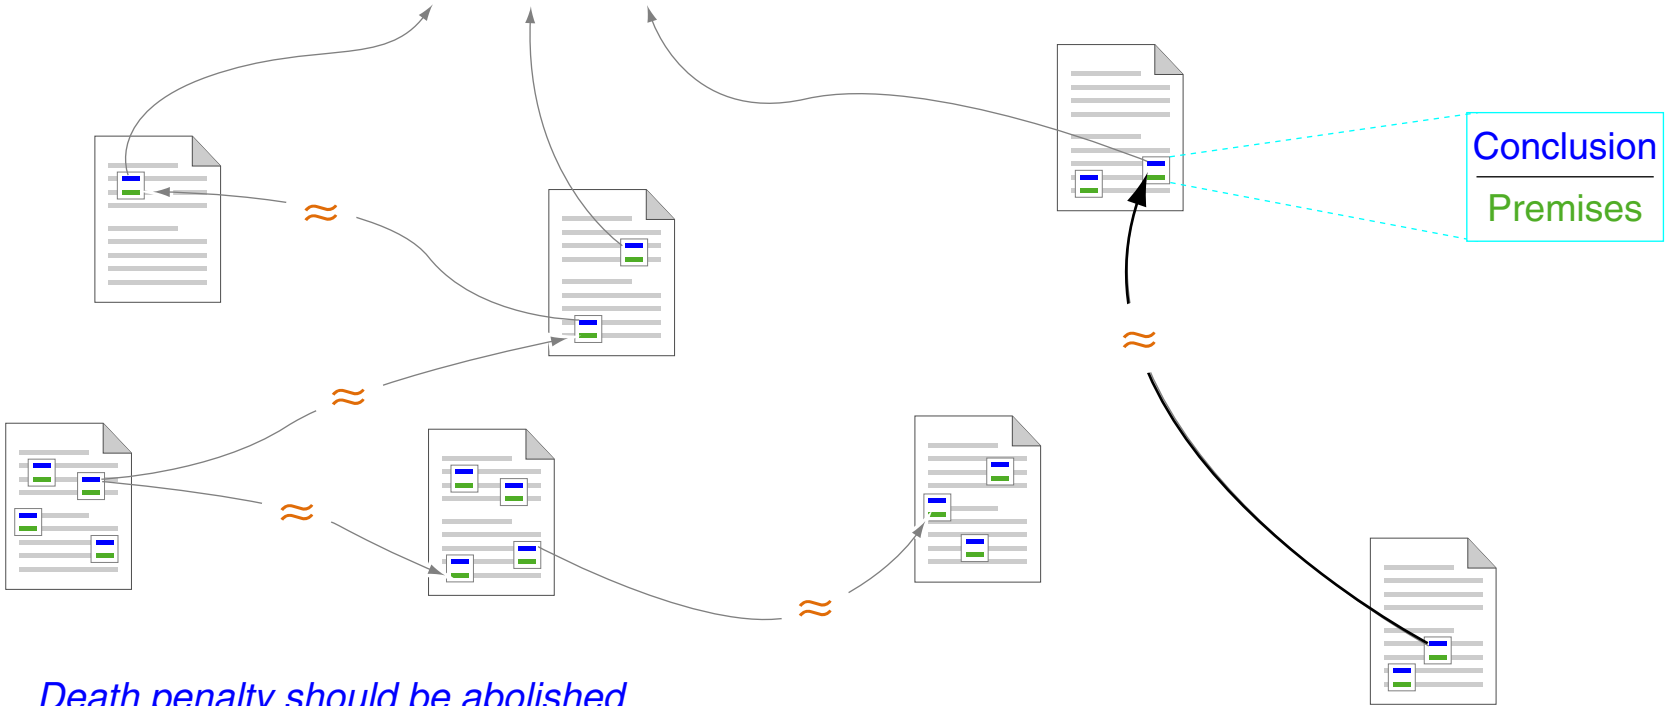 Conclusion
Premises
≈
≈
≈
≈
≈
Death penalty should be abolished